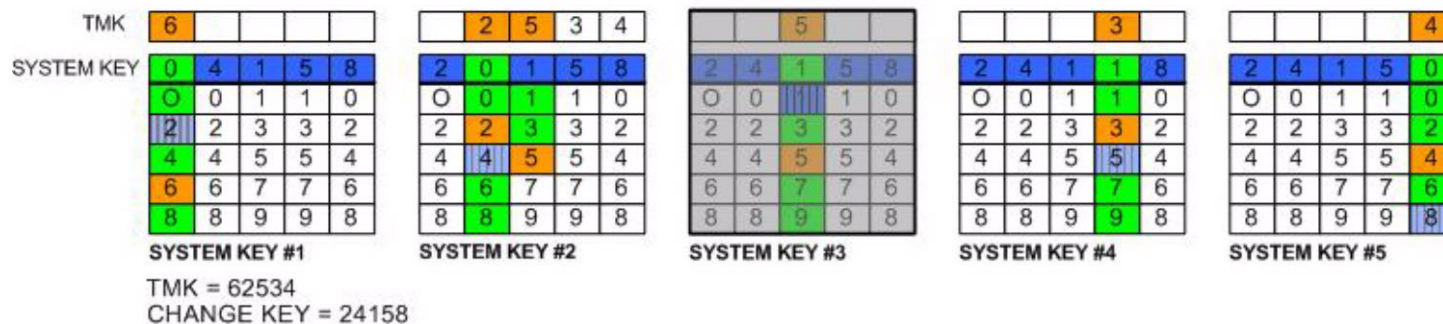 TMK 6 2 5 3 4 5 3 4
SYSTEM KEY 0 4 1 5 8 2 0 1 5 8 2 4 1 5 8 2 4 1 1 8 2 4 1 5 0
O 0 1 1 0 O 0 1 1 0 O 0 1 1 0 O 0 1 1 0 O 0 1 1 0
2 2 3 3 2 2 2 3 3 2 2 2 3 3 2 2 2 3 3 2 2 2 3 3 2
4 4 5 5 4 4 4 5 5 4 4 4 5 5 4 4 4 5 5 4 4 4 5 5 4
6 6 7 7 6 6 6 7 7 6 6 6 7 7 6 6 6 7 7 6 6 6 7 7 6
8 8 9 9 8 8 8 9 9 8 8 8 9 9 8 8 8 9 9 8 8 8 9 9 8
SYSTEM KEY #1 SYSTEM KEY #2 SYSTEM KEY #3 SYSTEM KEY #4 SYSTEM KEY #5
TMK = 62534
CHANGE KEY = 24158